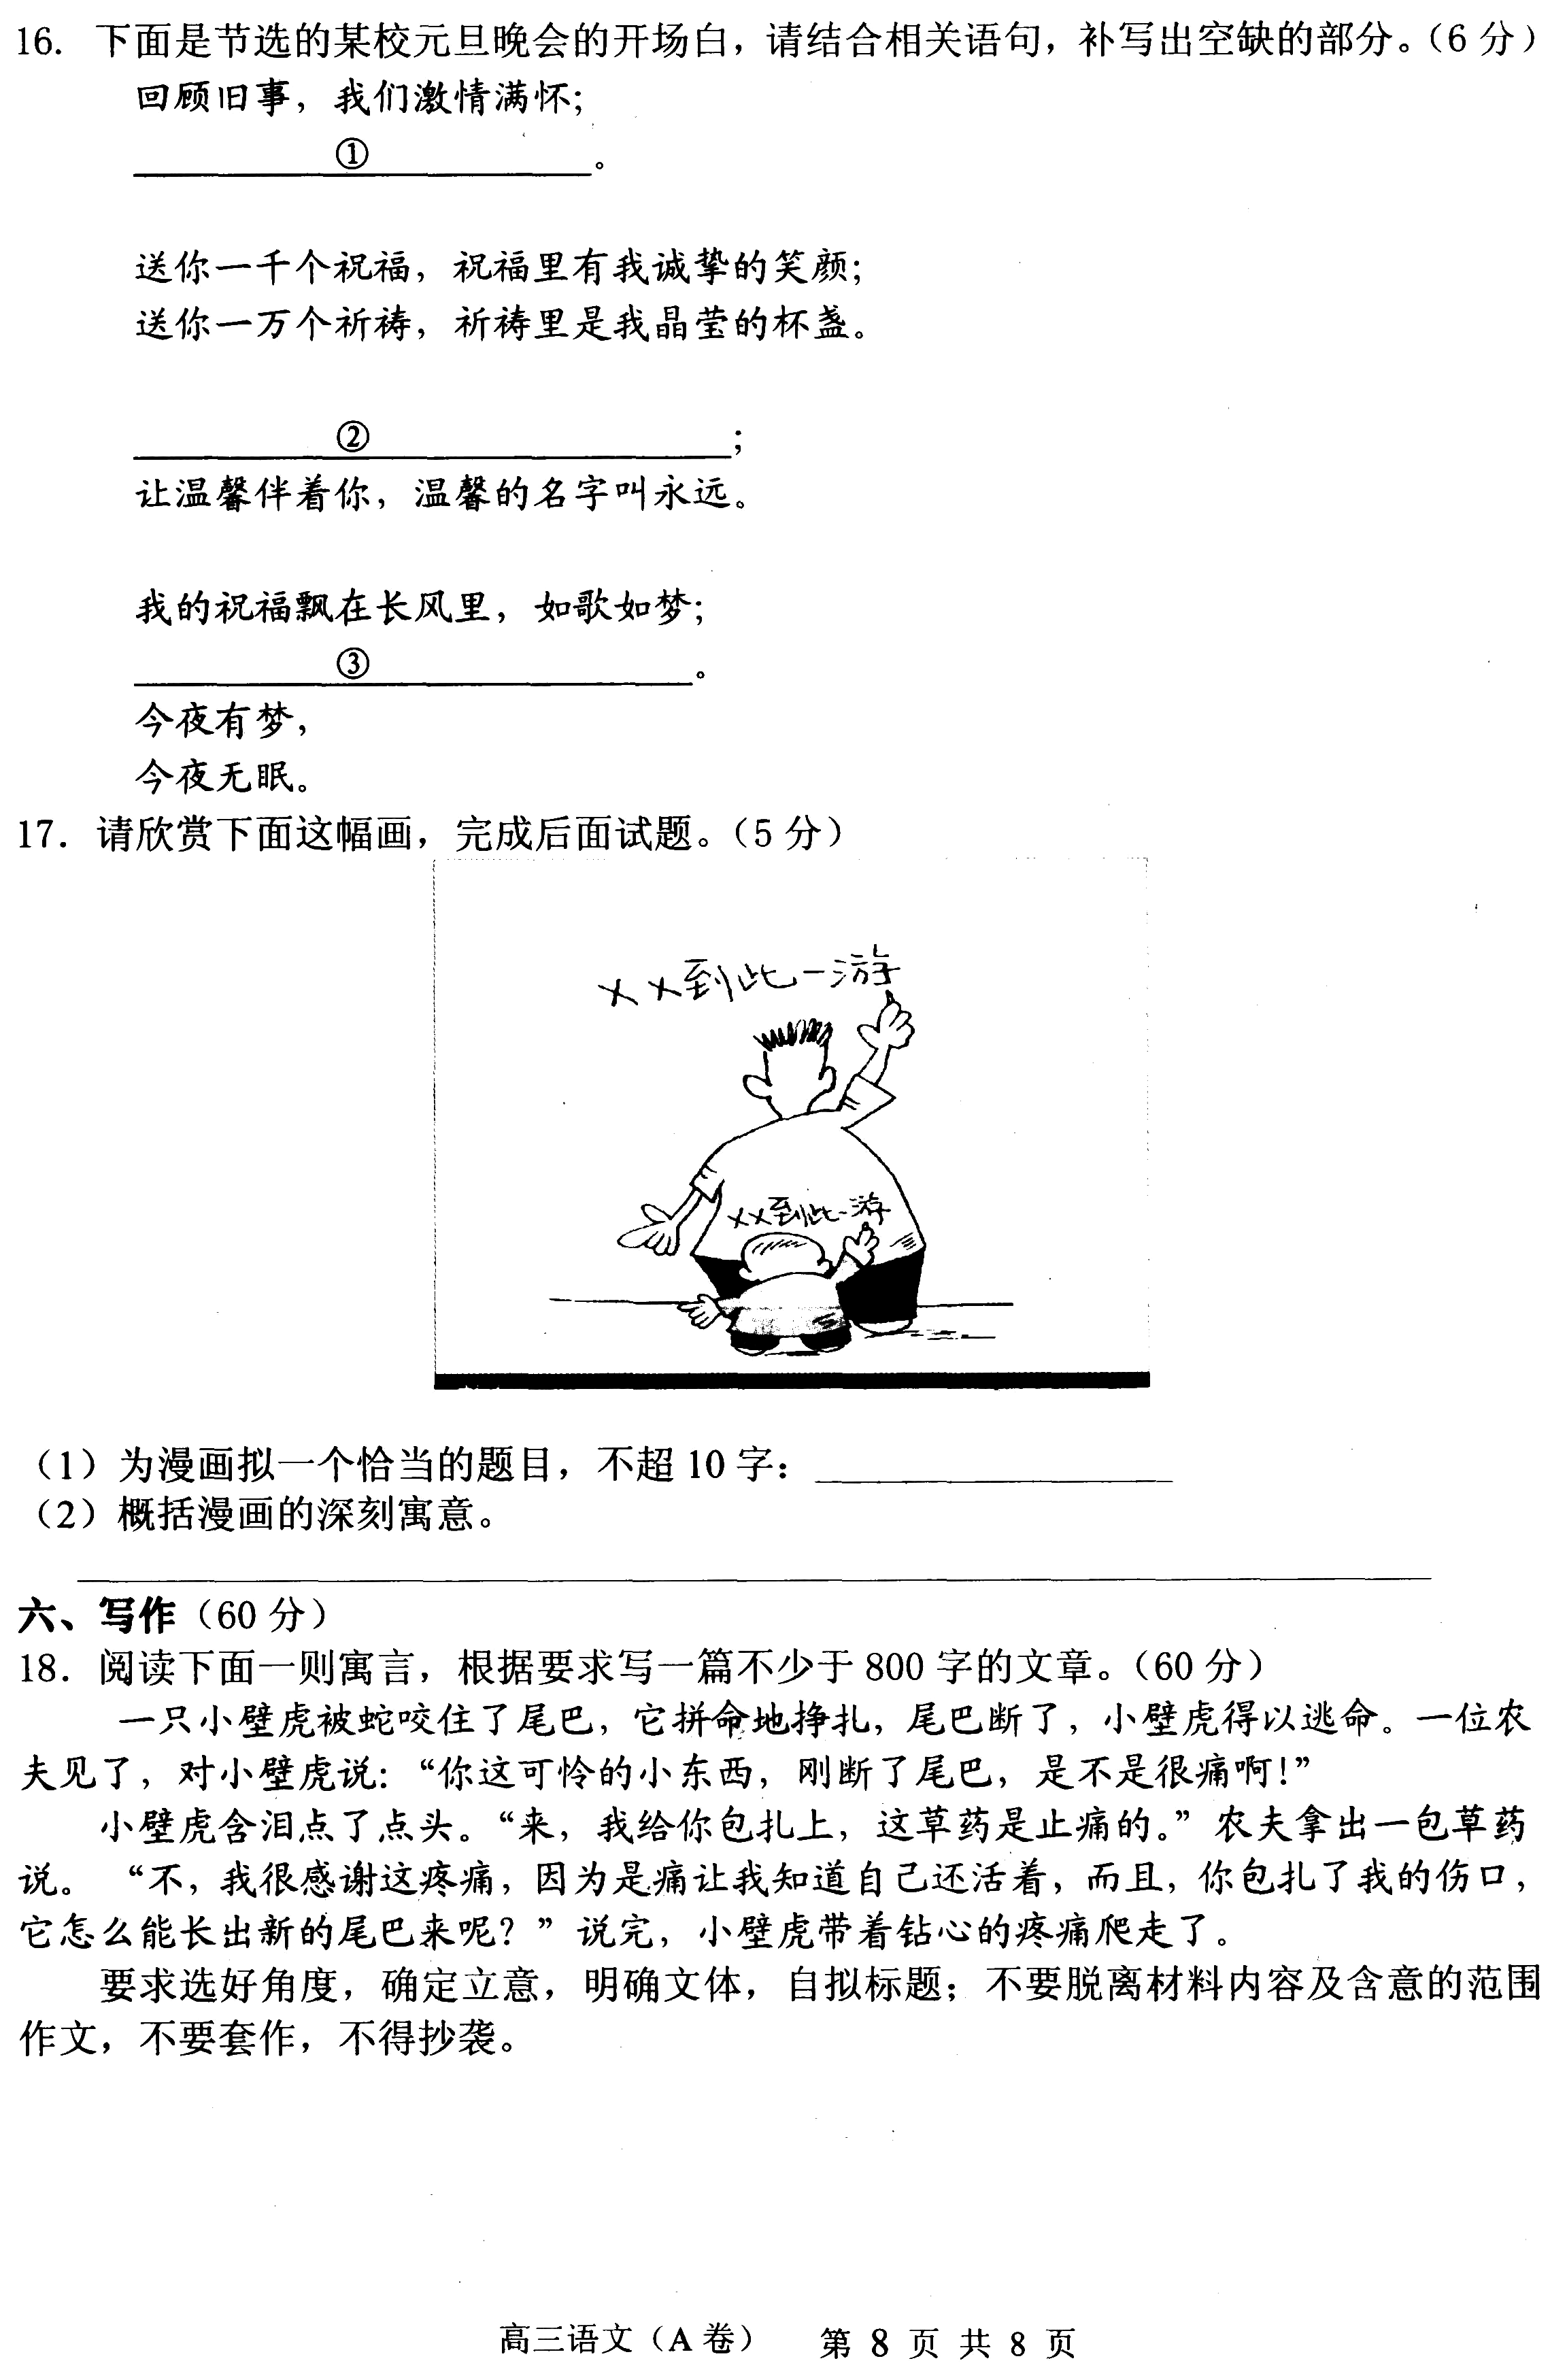 16. 下面是节选的某校元旦晚会的开场白，请结合相关语句，补写出空缺的部分。（6 分）
回顾旧事，我们激情满怀；
①。
送你一千个祝福，祝福里有我诚挚的笑颜；
送你一万个祈祷，祈祷里是我晶莹的杯盏。
②；
让温馨伴着你，温馨的名字叫永远。
我的祝福飘在长风里，如歌如梦；
③。
今夜有梦，
今夜无眠。
17. 请欣赏下面这幅画，完成后面试题。（5 分）
××到此一游
××到此一游
（1）为漫画拟一个恰当的题目，不超 10 字：
（2）概括漫画的深刻寓意。
六、写作（60 分）
18. 阅读下面一则寓言，根据要求写一篇不少于 800 字的文章。（60 分）
一只小壁虎被蛇咬住了尾巴，它拼命地挣扎，尾巴断了，小壁虎得以逃命。一位农
夫见了，对小壁虎说：“你这可怜的小东西，刚断了尾巴，是不是很痛啊！”
小壁虎含泪点了点头。“来，我给你包扎上，这草药是止痛的。”农夫拿出一包草药
说。“不，我很感谢这疼痛，因为是痛让我知道自己还活着，而且，你包扎了我的伤口，
它怎么能长出新的尾巴来呢？”说完，小壁虎带着钻心的疼痛爬走了。
要求选好角度，确定立意，明确文体，自拟标题；不要脱离材料内容及含意的范围
作文，不要套作，不得抄袭。
高三语文（A 卷） 第 8 页 共 8 页